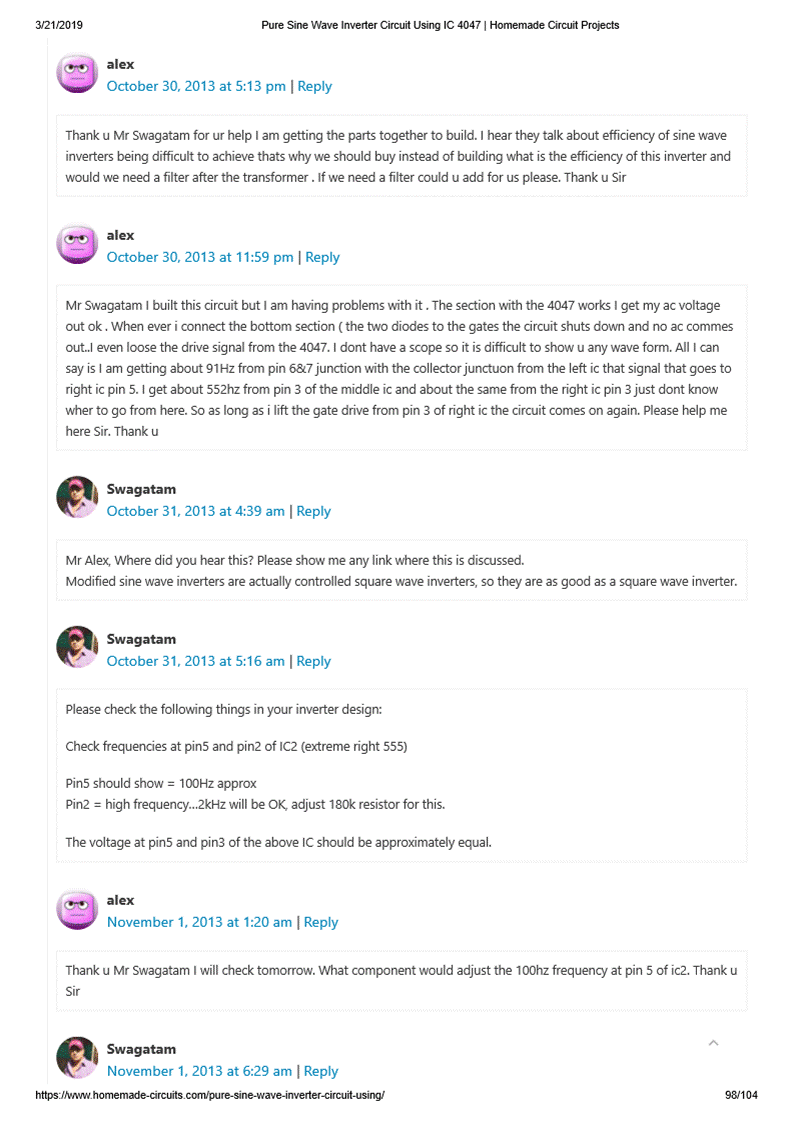 3/21/2019
Pure Sine Wave Inverter Circuit Using IC 4047 | Homemade Circuit Projects
alex
October 30, 2013 at 5:13 pm | Reply
Thank u Mr Swagatam for ur help I am getting the parts together to build. I hear they talk about efficiency of sine wave
inverters being difficult to achieve thats why we should buy instead of building what is the efficiency of this inverter and
would we need a filter after the transformer . If we need a filter could u add for us please. Thank u Sir
alex
October 30, 2013 at 11:59 pm | Reply
Mr Swagatam I built this circuit but I am having problems with it . The section with the 4047 works I get my ac voltage
out ok . When ever i connect the bottom section ( the two diodes to the gates the circuit shuts down and no ac commes
out..I even loose the drive signal from the 4047. I dont have a scope so it is difficult to show u any wave form. All I can
say is I am getting about 91Hz from pin 6&7 junction with the collector junctuon from the left ic that signal that goes to
right ic pin 5. I get about 552hz from pin 3 of the middle ic and about the same from the right ic pin 3 just dont know
wher to go from here. So as long as i lift the gate drive from pin 3 of right ic the circuit comes on again. Please help me
here Sir. Thank u
Swagatam
October 31, 2013 at 4:39 am | Reply
Mr Alex, Where did you hear this? Please show me any link where this is discussed.
Modified sine wave inverters are actually controlled square wave inverters, so they are as good as a square wave inverter.
Swagatam
October 31, 2013 at 5:16 am | Reply
Please check the following things in your inverter design:
Check frequencies at pin5 and pin2 of IC2 (extreme right 555)
Pin5 should show = 100Hz approx
Pin2 = high frequency...2kHz will be OK, adjust 180k resistor for this.
The voltage at pin5 and pin3 of the above IC should be approximately equal.
alex
November 1, 2013 at 1:20 am | Reply
Thank u Mr Swagatam I will check tomorrow. What component would adjust the 100hz frequency at pin 5 of ic2. Thank u
Sir
Swagatam
November 1, 2013 at 6:29 am | Reply
https://www.homemade-circuits.com/pure-sine-wave-inverter-circuit-using/
98/104